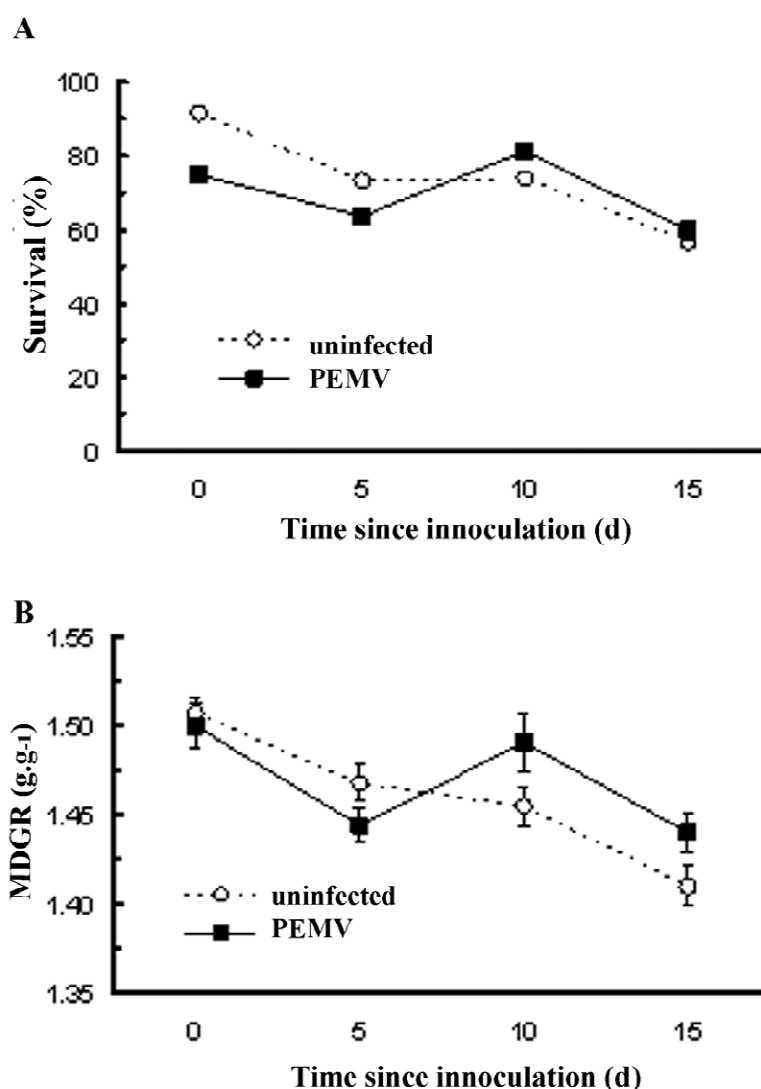 A
100
80
60
40
20
0
Survival (%)
uninfected
PEMV
0 5 10 15
Time since innoculation (d)
B
1.55
1.50
1.45
1.40
1.35
MDGR (g.g-1)
uninfected
PEMV
0 5 10 15
Time since innoculation (d)